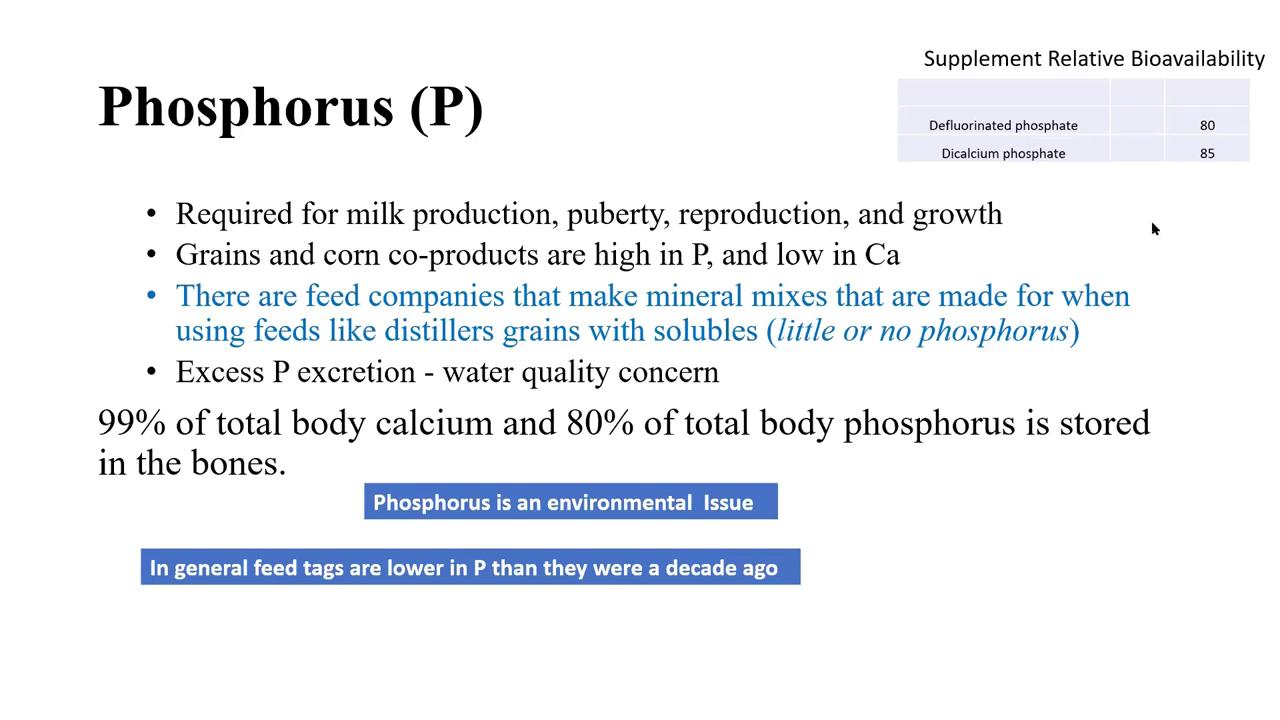 Supplement Relative Bioavailability
Phosphorus (P)
Defluorinated phosphate 80
Dicalcium phosphate 85
• Required for milk production, puberty, reproduction, and growth
• Grains and corn co-products are high in P, and low in Ca
• There are feed companies that make mineral mixes that are made for when
using feeds like distillers grains with solubles (little or no phosphorus)
• Excess P excretion - water quality concern
99% of total body calcium and 80% of total body phosphorus is stored
in the bones.
Phosphorus is an environmental Issue
In general feed tags are lower in P than they were a decade ago